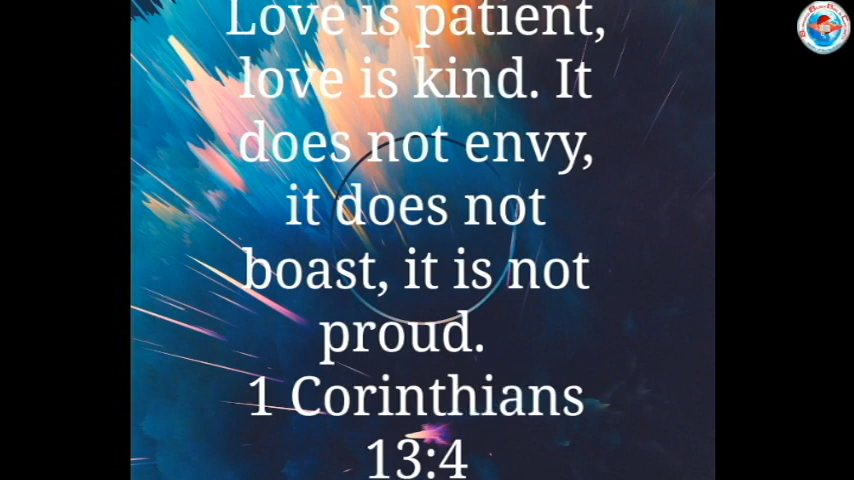 Love is patient,
love is kind. It
does not envy,
it does not
boast, it is not
proud.
1 Corinthians
13:4